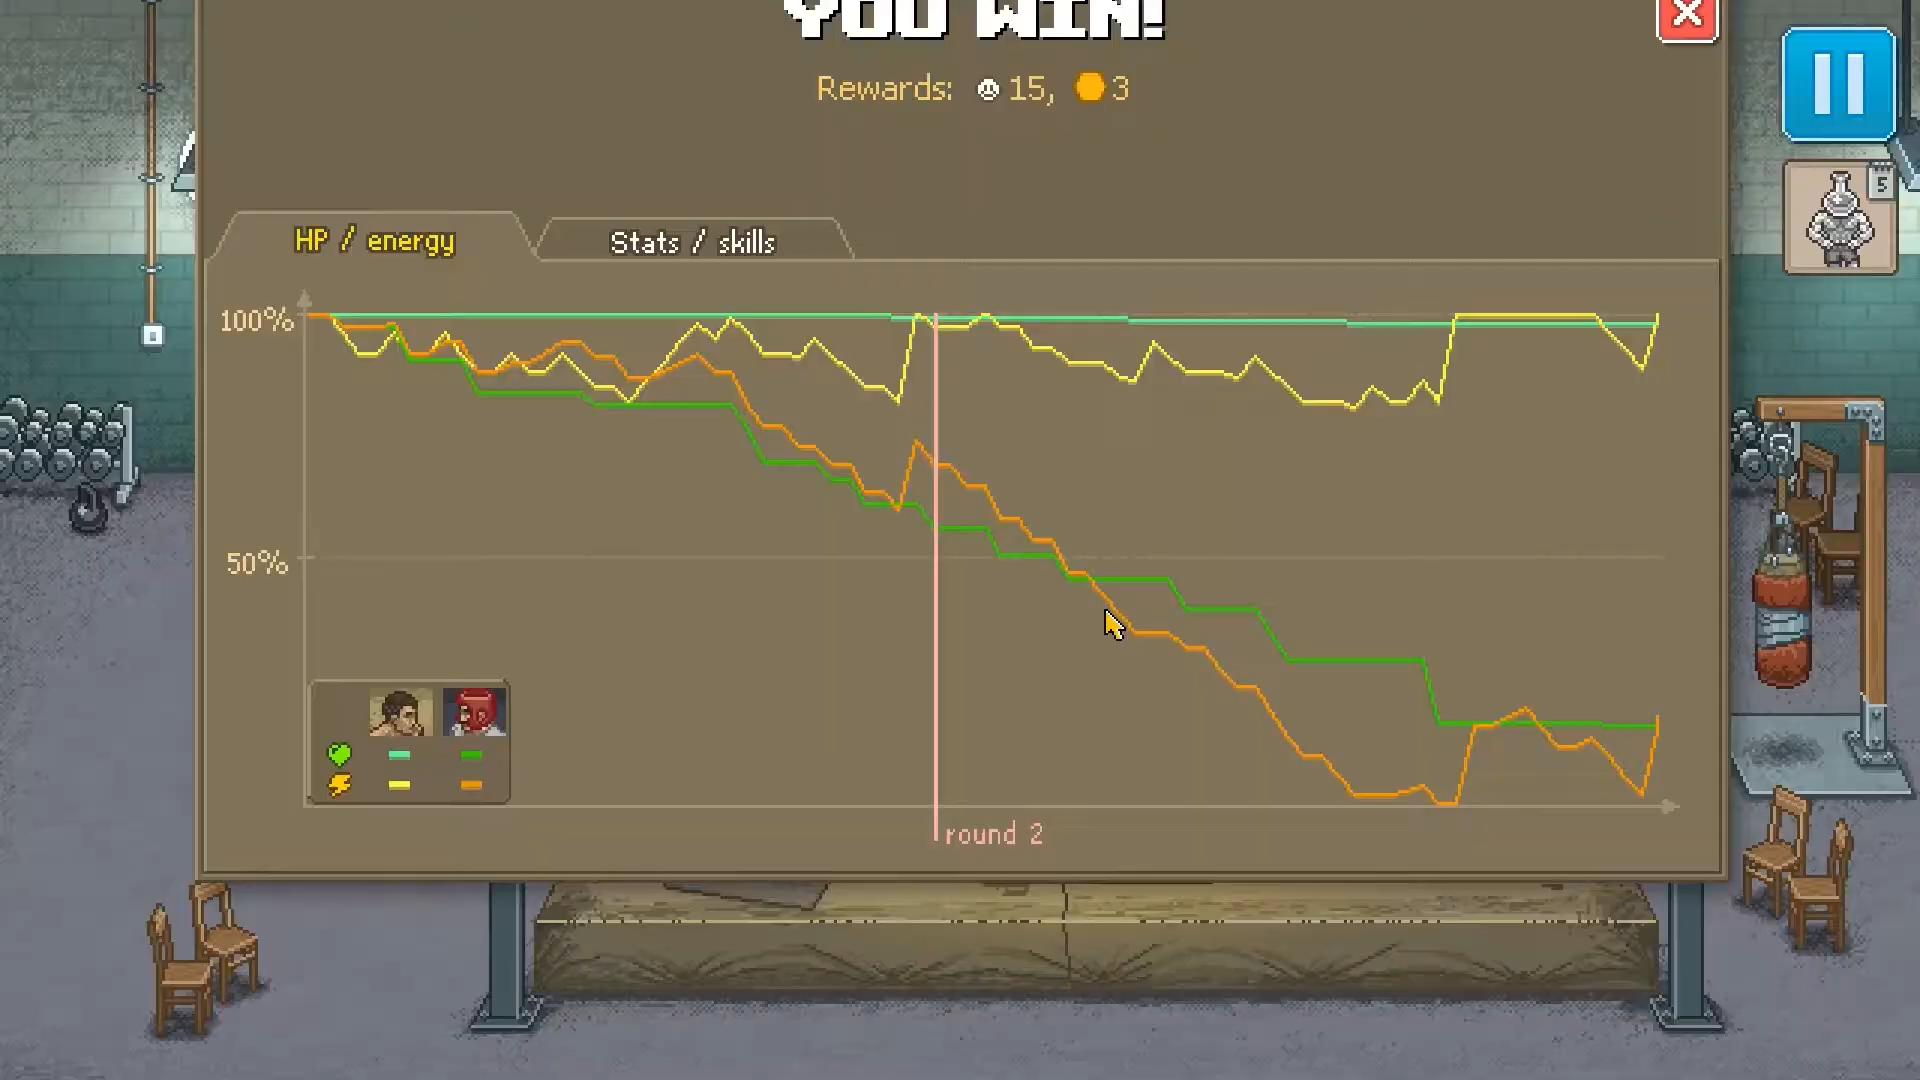 YOU WIN!
Rewards: 15, 3
5
HP / energy
Stats / skills
100%
50%
round 2